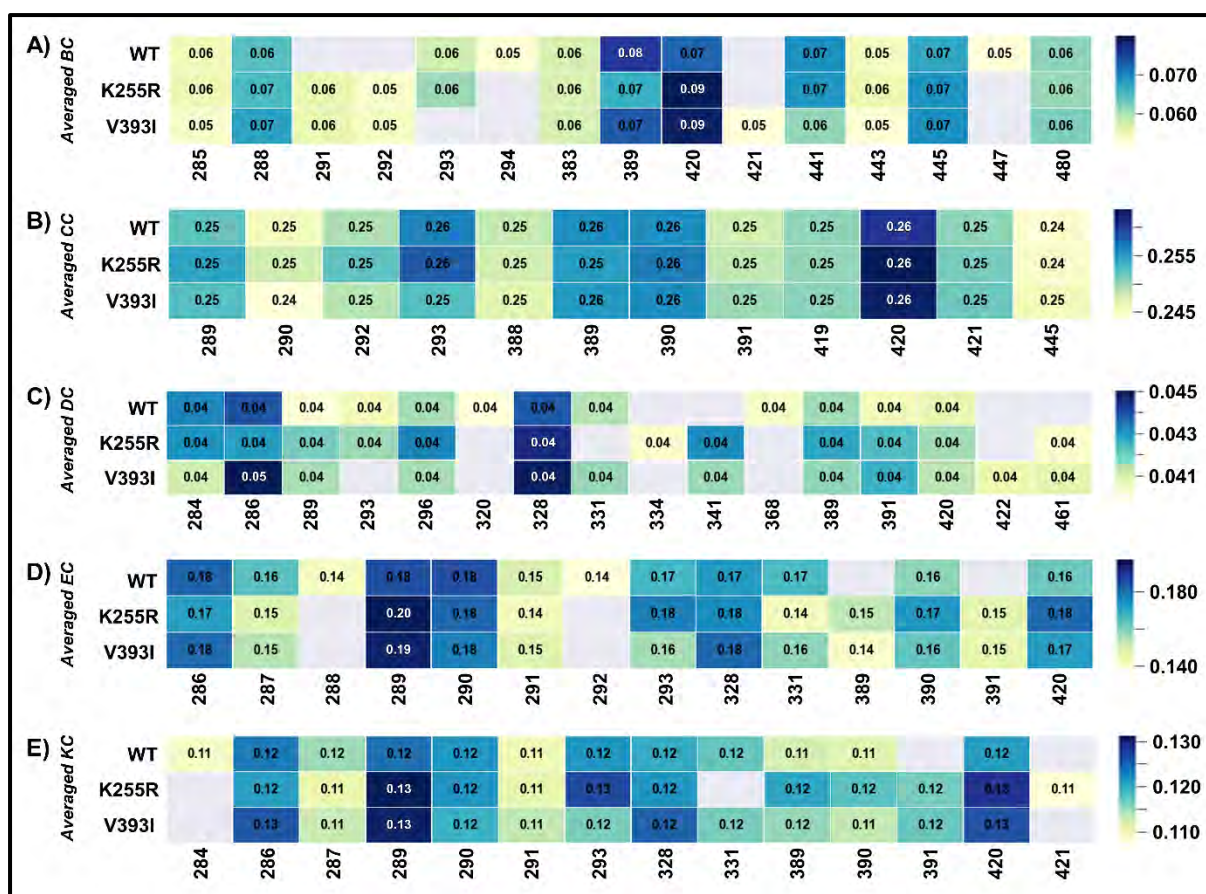 A) Averaged BC
WT 0.06 0.06 0.06 0.05 0.06 0.08 0.07 0.07 0.05 0.07 0.05 0.06
K255R 0.06 0.07 0.06 0.05 0.06 0.06 0.07 0.09 0.07 0.06 0.07 0.06
V393I 0.05 0.07 0.06 0.05 0.06 0.07 0.09 0.05 0.06 0.05 0.07 0.06
285 288 291 292 293 294 383 399 420 421 441 443 445 447 480
0.070
0.060
B) Averaged CC
WT 0.25 0.25 0.25 0.26 0.25 0.26 0.26 0.25 0.25 0.26 0.25 0.24
K255R 0.25 0.25 0.25 0.26 0.25 0.25 0.26 0.25 0.25 0.26 0.25 0.24
V393I 0.25 0.24 0.25 0.25 0.25 0.26 0.26 0.25 0.25 0.26 0.25 0.25
289 290 292 293 388 389 390 391 419 420 421 445
0.255
0.245
C) Averaged DC
WT 0.04 0.04 0.04 0.04 0.04 0.04 0.04 0.04 0.04 0.04 0.04 0.04
K255R 0.04 0.04 0.04 0.04 0.04 0.04 0.04 0.04 0.04 0.04 0.04 0.04
V393I 0.04 0.05 0.04 0.04 0.04 0.04 0.04 0.04 0.04 0.04 0.04 0.04
284 286 289 293 296 320 328 331 334 341 368 389 391 420 422 461
0.045
0.043
0.041
D) Averaged EC
WT 0.18 0.16 0.14 0.18 0.18 0.15 0.14 0.17 0.17 0.17 0.16 0.16
K255R 0.17 0.15 0.20 0.18 0.14 0.18 0.18 0.14 0.15 0.17 0.15 0.18
V393I 0.18 0.15 0.19 0.18 0.15 0.16 0.18 0.16 0.14 0.16 0.15 0.17
286 287 288 289 290 291 292 293 328 331 389 390 391 420
0.180
0.140
E) Averaged KC
WT 0.11 0.12 0.12 0.12 0.12 0.11 0.12 0.12 0.12 0.11 0.11 0.12
K255R 0.12 0.11 0.13 0.12 0.11 0.13 0.12 0.12 0.12 0.12 0.13 0.11
V393I 0.13 0.11 0.13 0.12 0.11 0.12 0.12 0.12 0.12 0.11 0.12 0.13
284 286 287 289 290 291 293 328 331 389 390 391 420 421
0.130
0.120
0.110